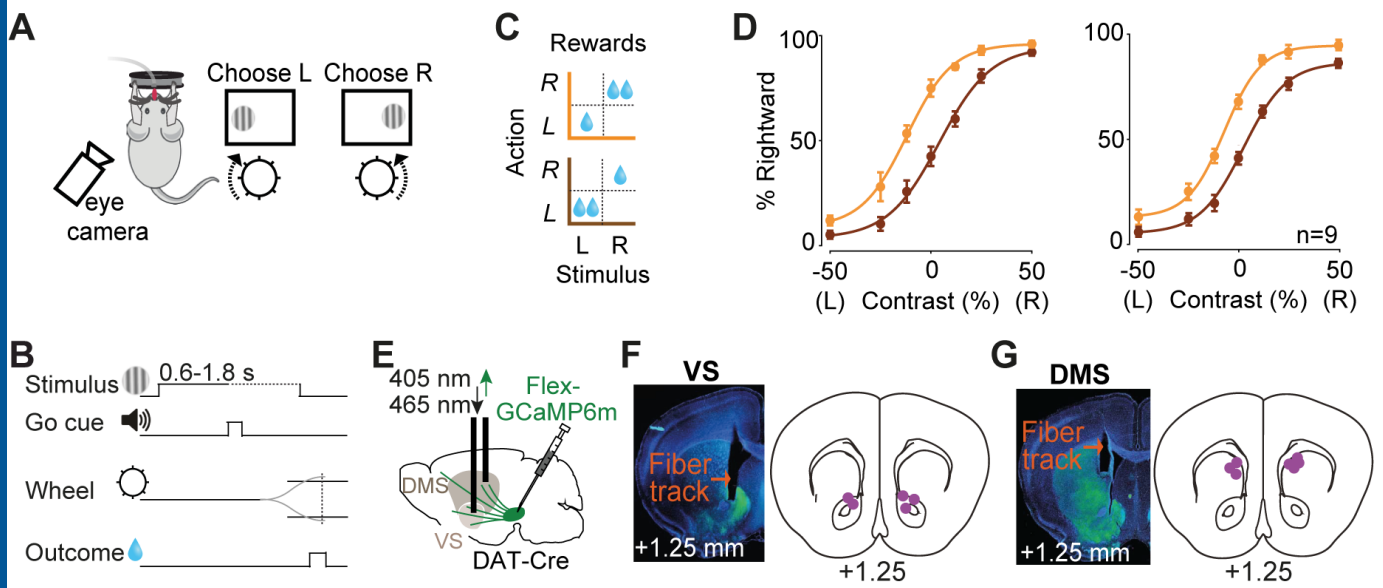 A
Choose L
Choose R
eye
camera
B
Stimulus
0.6-1.8 s
Go cue
Wheel
Outcome
C
Rewards
R
L
R
L
Action
L R
Stimulus
D
% Rightward
100
50
0
-50 0 50
(L) Contrast (%) (R)
100
50
0
n=9
-50 0 50
(L) Contrast (%) (R)
E
405 nm
465 nm
Flex-
GCaMP6m
DMS
VS
DAT-Cre
F
VS
Fiber
track
+1.25 mm
+1.25
G
DMS
Fiber
track
+1.25 mm
+1.25